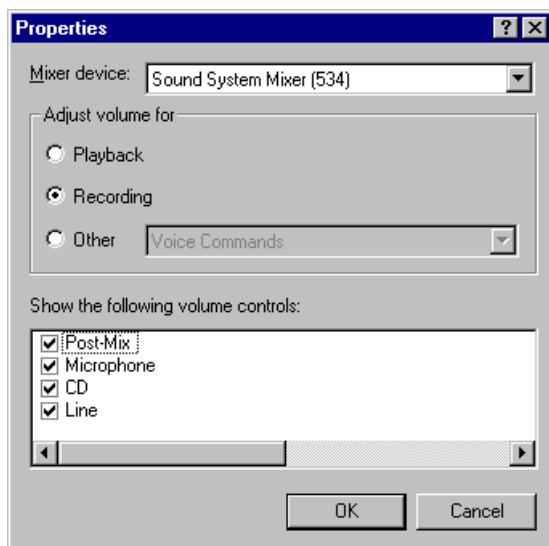 Properties
Mixer device: Sound System Mixer (534)
Adjust volume for
Playback
Recording
Other Voice Commands
Show the following volume controls:
Post-Mix
Microphone
CD
Line
OK Cancel